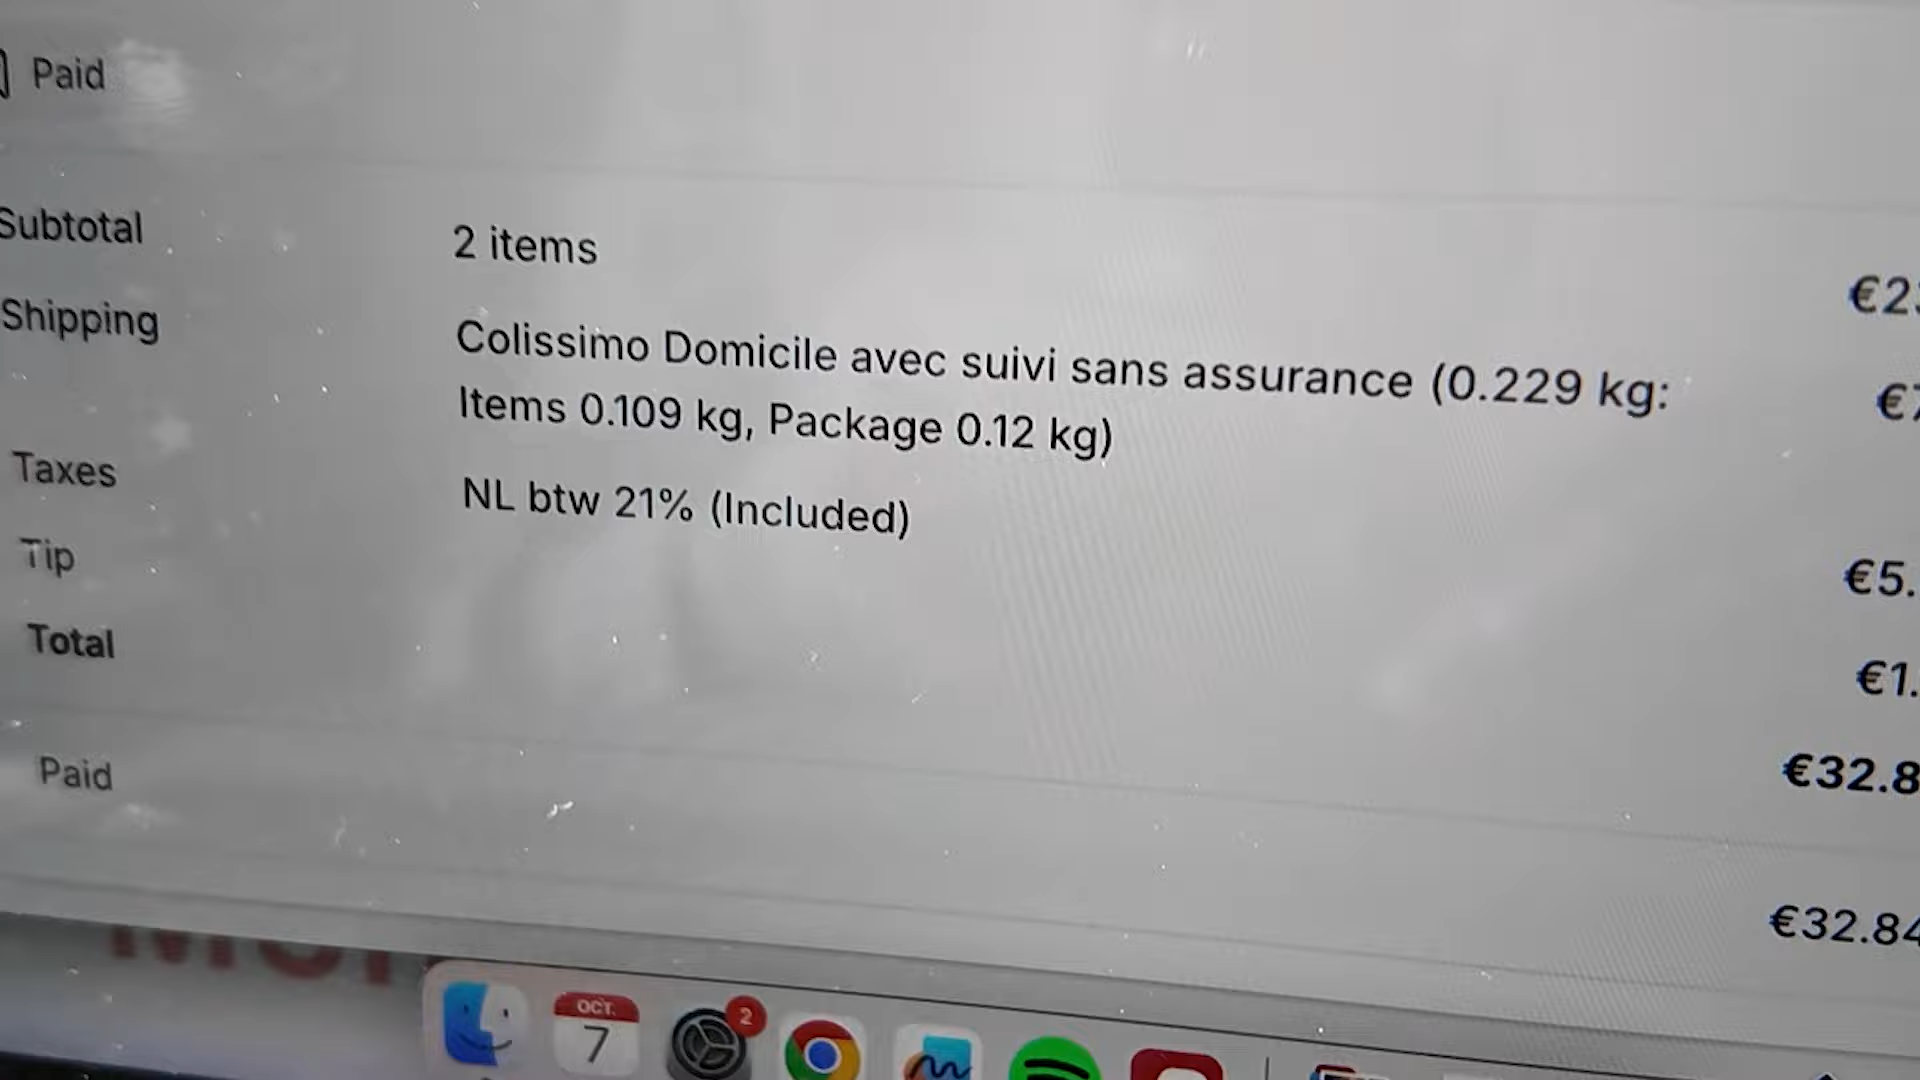 Paid
Subtotal 2 items €2
Shipping Colissimo Domicile avec suivi sans assurance (0.229 kg: €7
Items 0.109 kg, Package 0.12 kg)
Taxes NL btw 21% (Included) €5.
Tip €1.
Total €32.8
Paid €32.84
OCT.
7
2